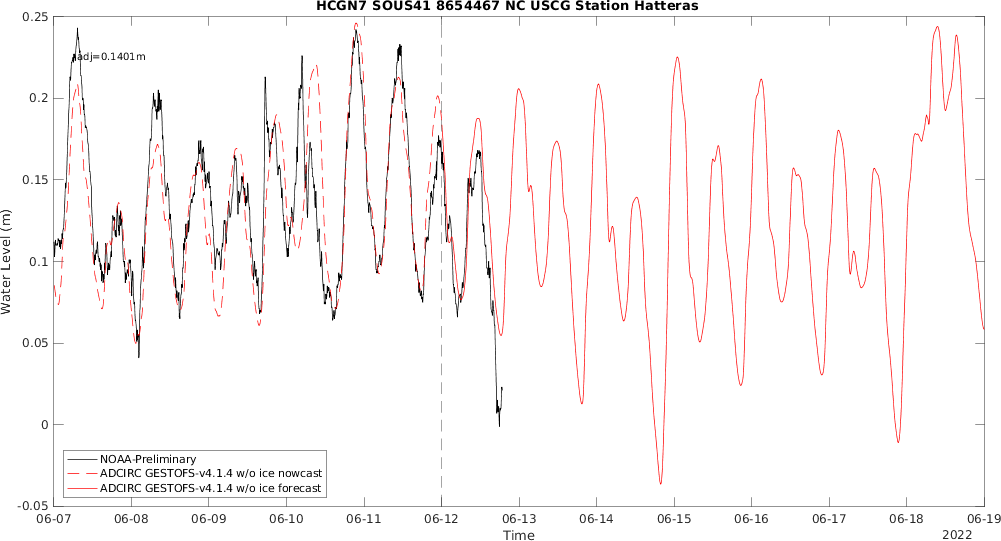 HCGN7 SOUS41 8654467 NC USCG Station Hatteras
0.25
0.2
0.15
0.1
0.05
0
-0.05
Water Level (m)
adj=0.1401m
NOAA-Preliminary
ADCIRC GESTOFS-v4.1.4 w/o ice nowcast
ADCIRC GESTOFS-v4.1.4 w/o ice forecast
06-07 06-08 06-09 06-10 06-11 06-12 06-13 06-14 06-15 06-16 06-17 06-18 06-19
Time
2022